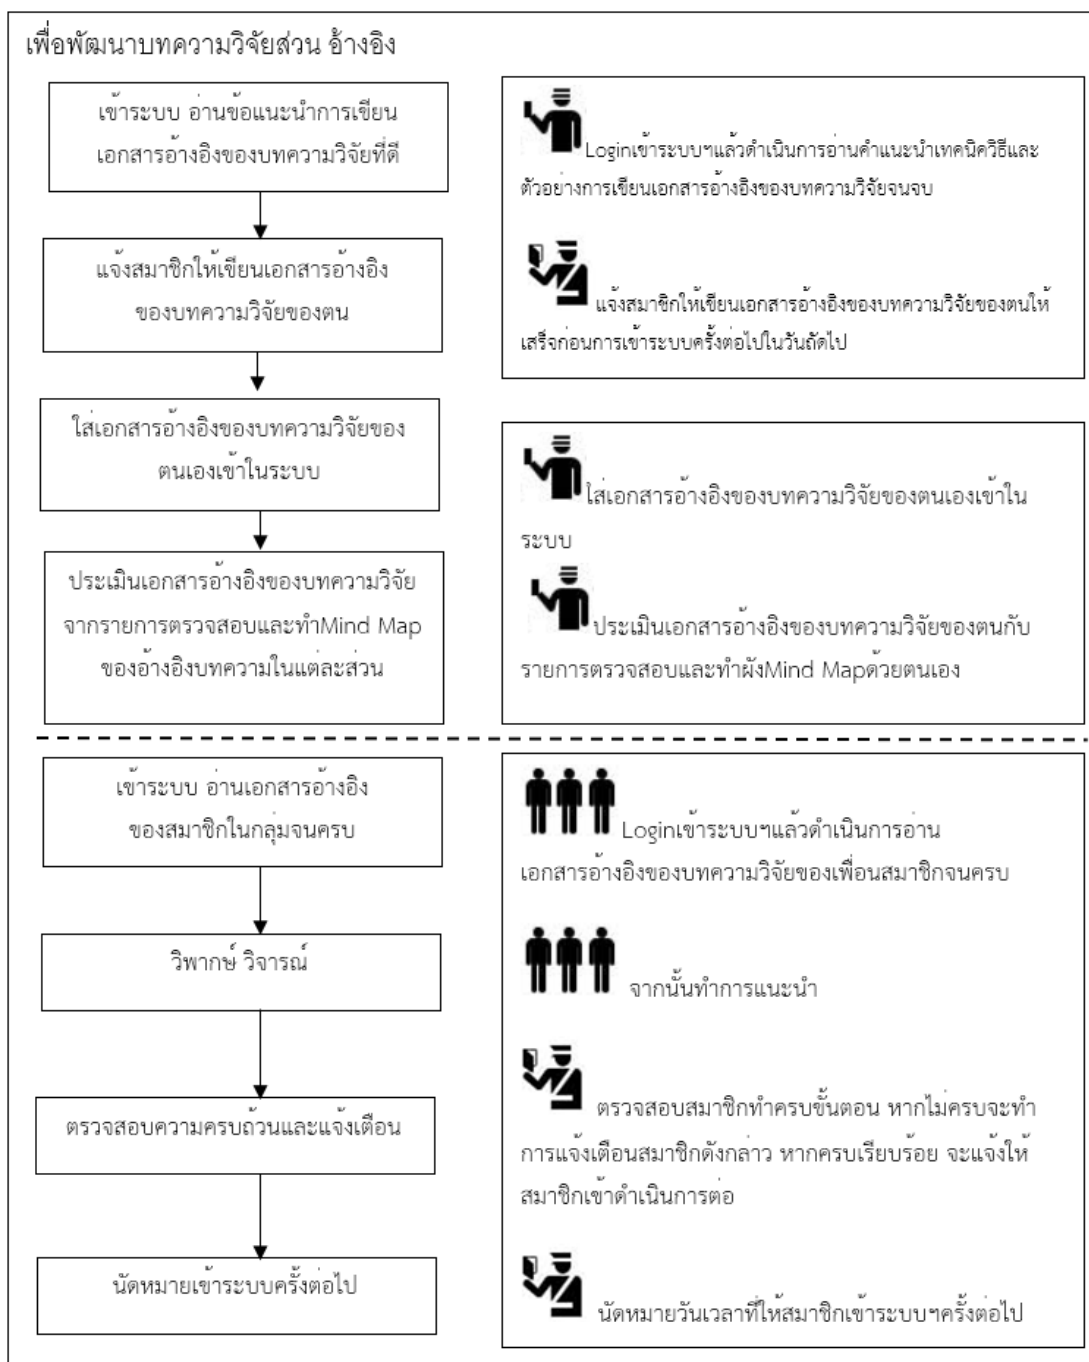 เพื่อพัฒนาบทความวิจัยส่วน อ้างอิง
เข้าระบบ อ่านข้อแนะนำการเขียน
เอกสารอ้างอิงของบทความวิจัยที่ดี
แจ้งสมาชิกให้เขียนเอกสารอ้างอิง
ของบทความวิจัยของตน
ใส่เอกสารอ้างอิงของบทความวิจัยของ
ตนเองเข้าในระบบ
ประเมินเอกสารอ้างอิงของบทความวิจัย
จากรายการตรวจสอบและทำMind Map
ของอ้างอิงบทความในแต่ละส่วน
Loginเข้าระบบฯแล้วดำเนินการอ่านคำแนะนำเทคนิควิธีและ
ตัวอย่างการเขียนเอกสารอ้างอิงของบทความวิจัยจนจบ
แจ้งสมาชิกให้เขียนเอกสารอ้างอิงของบทความวิจัยของตนให้
เสร็จก่อนการเข้าระบบครั้งต่อไปในวันถัดไป
ใส่เอกสารอ้างอิงของบทความวิจัยของตนเองเข้าใน
ระบบ
ประเมินเอกสารอ้างอิงของบทความวิจัยของตนกับ
รายการตรวจสอบและทำผังMind Mapด้วยตนเอง
เข้าระบบ อ่านเอกสารอ้างอิง
ของสมาชิกในกลุ่มจนครบ
วิพากษ์ วิจารณ์
ตรวจสอบความครบถ้วนและแจ้งเตือน
นัดหมายเข้าระบบครั้งต่อไป
Loginเข้าระบบฯแล้วดำเนินการอ่าน
เอกสารอ้างอิงของบทความวิจัยของเพื่อนสมาชิกจนครบ
จากนั้นทำการแนะนำ
ตรวจสอบสมาชิกทำครบขั้นตอน หากไม่ครบจะทำ
การแจ้งเตือนสมาชิกดังกล่าว หากครบเรียบร้อย จะแจ้งให้
สมาชิกเข้าดำเนินการต่อ
นัดหมายวันเวลาที่ให้สมาชิกเข้าระบบฯครั้งต่อไป